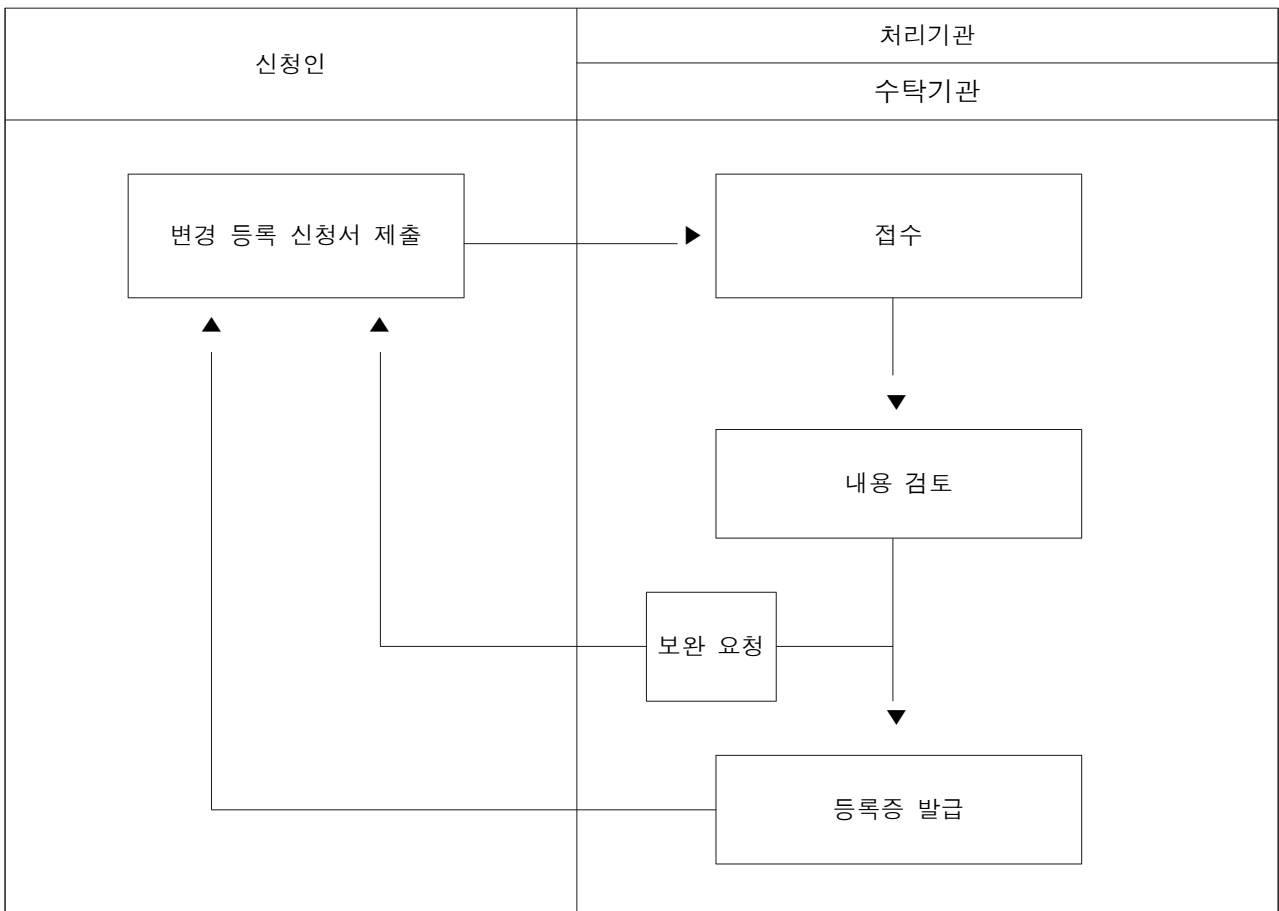 신청인
처리기관
수탁기관
변경 등록 신청서 제출
접수
내용 검토
보완 요청
등록증 발급